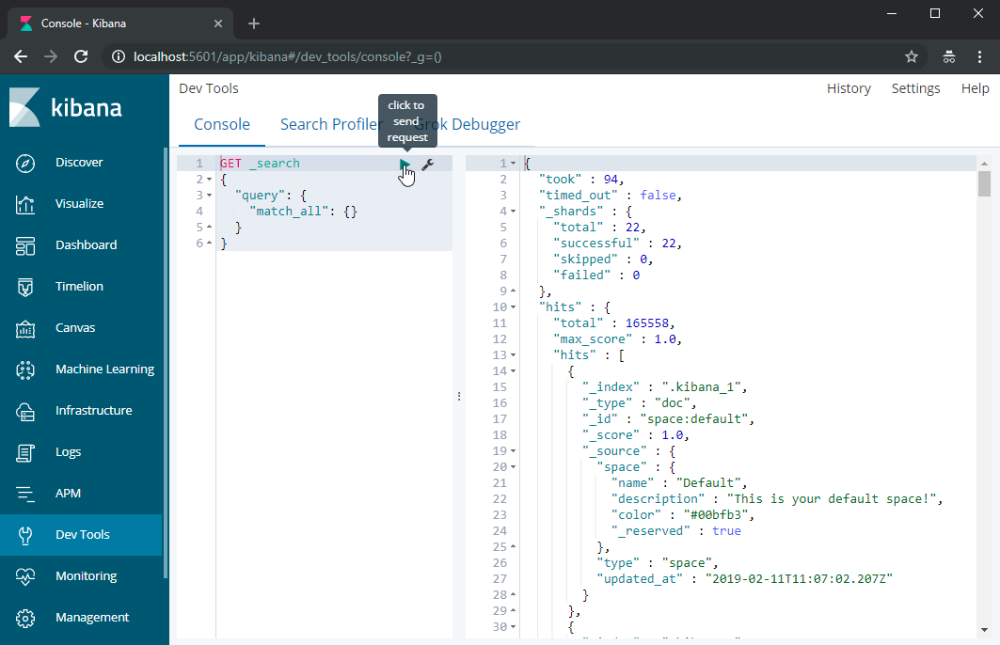 Console - Kibana
localhost:5601/app/kibana#/dev_tools/console?_g=()
kibana
Discover
Visualize
Dashboard
Timelion
Canvas
Machine Learning
Infrastructure
Logs
APM
Dev Tools
Monitoring
Management
Dev Tools
History Settings Help
Console Search Profiler Grok Debugger
click to
send
request
1 GET _search
2 {
3 "query": {
4 "match_all": {}
5 }
6 }
1 {
2 "took" : 94,
3 "timed_out" : false,
4 "_shards" : {
5 "total" : 22,
6 "successful" : 22,
7 "skipped" : 0,
8 "failed" : 0
9 },
10 "hits" : {
11 "total" : 165558,
12 "max_score" : 1.0,
13 "hits" : [
14 {
15 "_index" : ".kibana_1",
16 "_type" : "doc",
17 "_id" : "space:default",
18 "_score" : 1.0,
19 "_source" : {
20 "space" : {
21 "name" : "Default",
22 "description" : "This is your default space!",
23 "color" : "#00bfb3",
24 "_reserved" : true
25 },
26 "type" : "space",
27 "updated_at" : "2019-02-11T11:07:02.207Z"
28 }
29 },
30 {